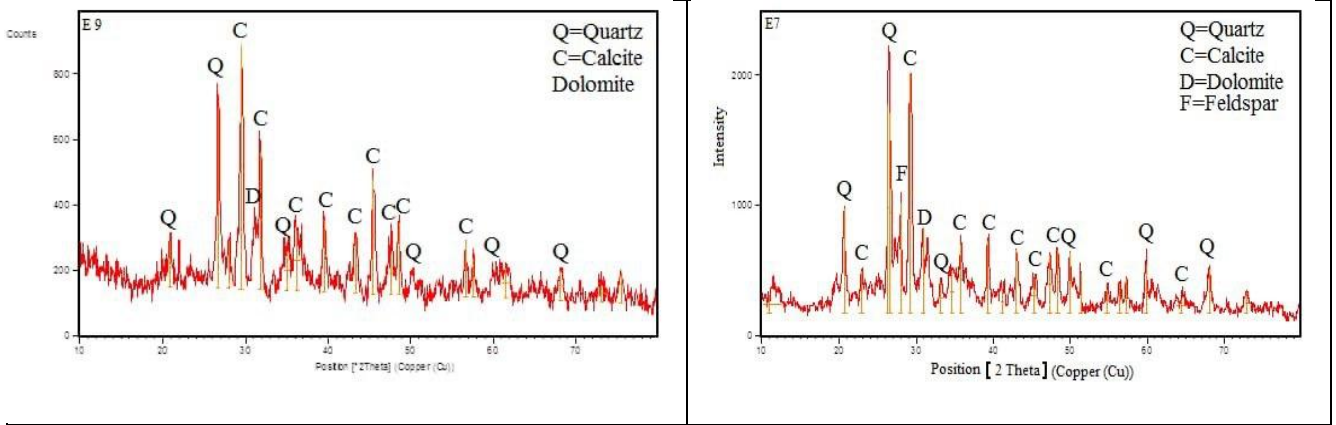 E9
Q=Quartz
C=Calcite
Dolomite
Counts
800
600
400
200
0
Q
Q
C
C
D
Q
C
C
C
C
C
C
Q
C
Q
Q
10
20
30
40
50
60
70
Position [°2Theta] (Copper (Cu))
E7
Q=Quartz
C=Calcite
D=Dolomite
F=Feldspar
Intensity
2000
1000
0
Q
C
Q
F
C
D
Q
C
C
C
C
C
C
Q
C
Q
C
Q
10
20
30
40
50
60
70
Position [ 2 Theta] (Copper (Cu))